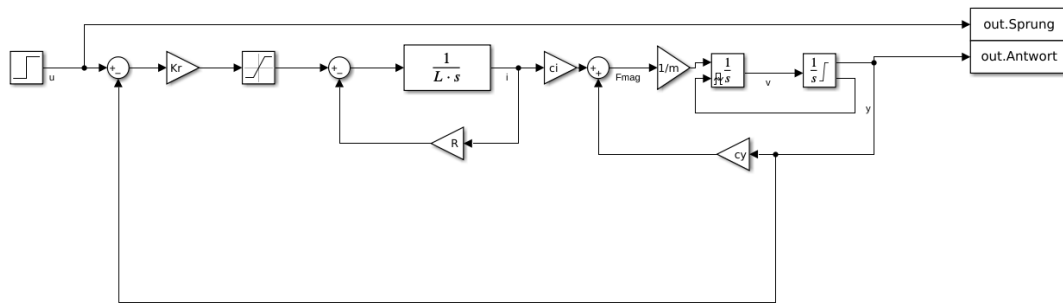 out.Sprung
u
+
−
Kr
+
−
1
L · s
i
ci
+
+
Fmag
1/m
1
s
v
1
s
y
out.Antwort
R
cy